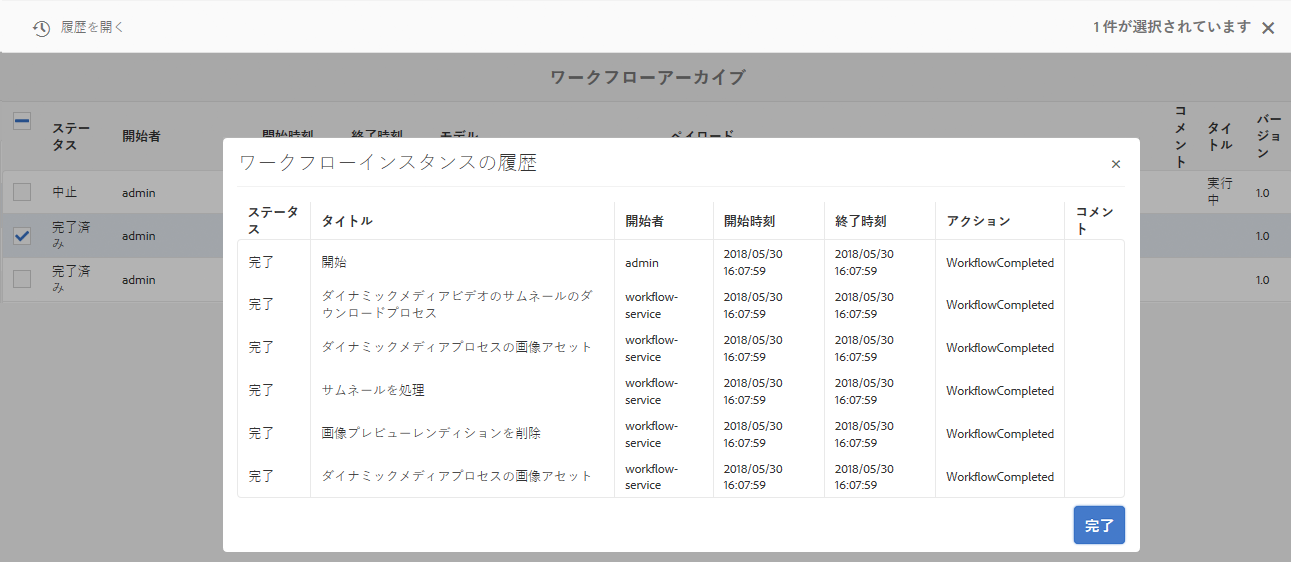 履歴を開く
1 件が選択されています
ワークフローアーカイブ
ステー
タス
開始者
開始時刻
終了時刻
モデル
ペイロード
コ
メ
ン
ト
タイ
トル
バー
ジョ
ン
中止
admin
実行
中
1.0
完了済
み
admin
1.0
完了済
み
admin
1.0
ワークフローインスタンスの履歴
ステータ
ス
タイトル
開始者
開始時刻
終了時刻
アクション
コメン
ト
完了
開始
admin
2018/05/30
16:07:59
2018/05/30
16:07:59
WorkflowCompleted
完了
ダイナミックメディアビデオのサムネールのダ
ウンロードプロセス
workflow-
service
2018/05/30
16:07:59
2018/05/30
16:07:59
WorkflowCompleted
完了
ダイナミックメディアプロセスの画像アセット
workflow-
service
2018/05/30
16:07:59
2018/05/30
16:07:59
WorkflowCompleted
完了
サムネールを処理
workflow-
service
2018/05/30
16:07:59
2018/05/30
16:07:59
WorkflowCompleted
完了
画像プレビューレンディションを削除
workflow-
service
2018/05/30
16:07:59
2018/05/30
16:07:59
WorkflowCompleted
完了
ダイナミックメディアプロセスの画像アセット
workflow-
service
2018/05/30
16:07:59
2018/05/30
16:07:59
WorkflowCompleted
完了